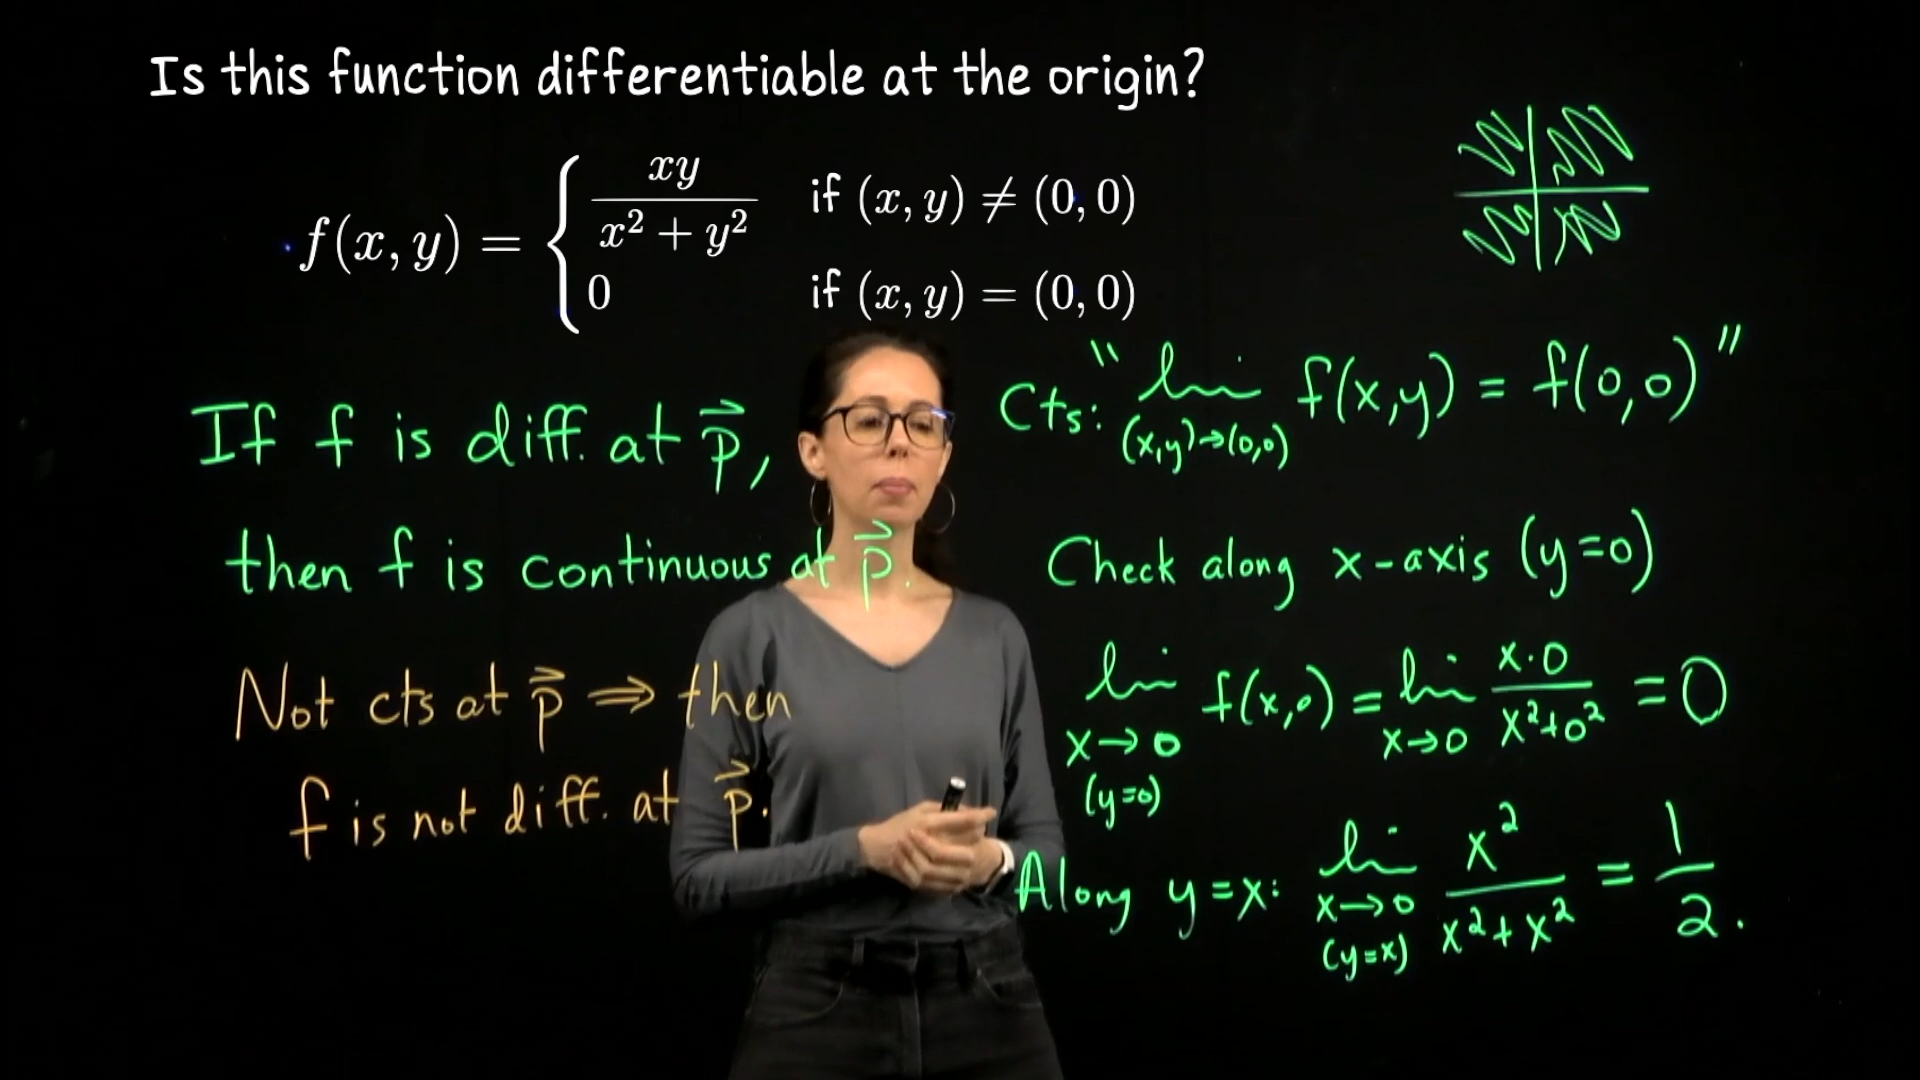 Is this function differentiable at the origin?
f(x, y) = { xy / x² + y² if (x, y) ≠ (0, 0)
0 if (x, y) = (0, 0)
If f is diff. at p⃗,
then f is continuous at p⃗.
Not cts at p⃗ ⇒ then
f is not diff. at p⃗.
Cts: "lim (x,y)→(0,0) f(x,y) = f(0,0)"
Check along x-axis (y=0)
lim x→0 (y=0) f(x,0) = lim x→0 x·0 / x²+0² = 0
Along y=x: lim x→0 (y=x) x² / x²+x² = 1/2.